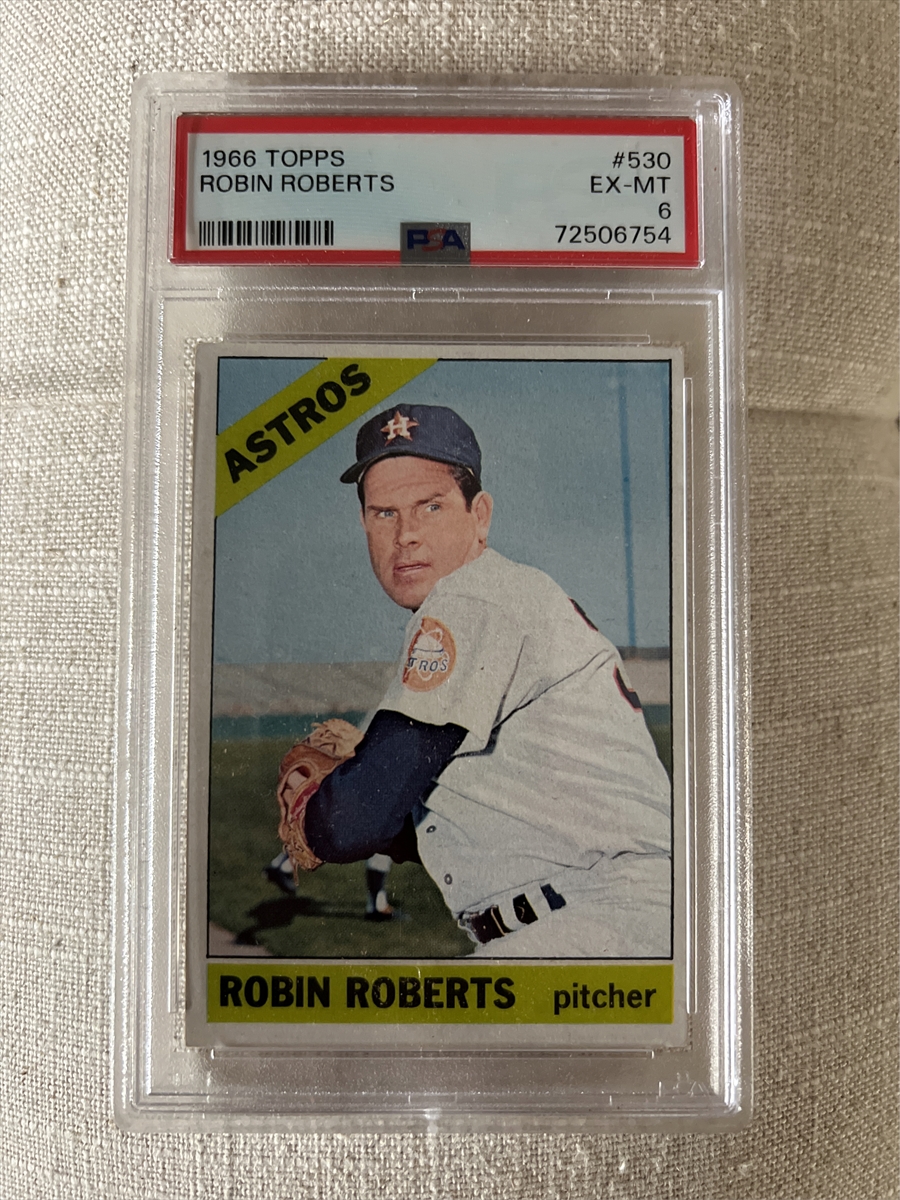 1966 TOPPS
#530
ROBIN ROBERTS
EX-MT
6
PSA
72506754
ASTROS
H
TROS
ROBIN ROBERTS
pitcher